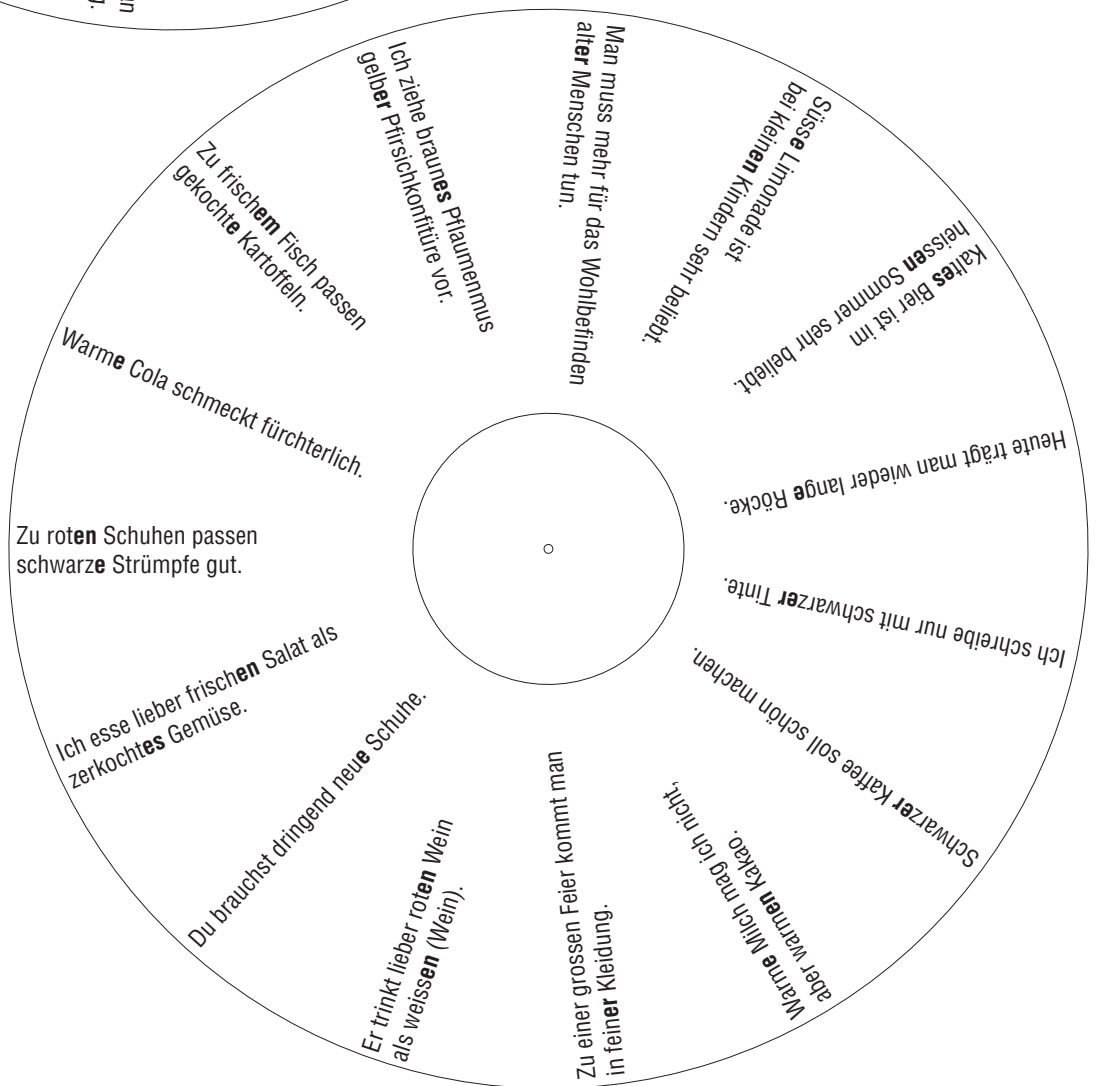 un
g.
Man muss mehr für das Wohlbefinden
alter Menschen tun.
Süsse Limonade ist
bei kleinen Kindern sehr beliebt.
Kaltes Bier ist im
heissen Sommer sehr beliebt.
Heute trägt man wieder lange Röcke.
Ich schreibe nur mit schwarzer Tinte.
Schwarzer Kaffee soll schön machen.
Warme Milch mag ich nicht,
aber warmen Kakao.
Zu einer grossen Feier kommt man
in feiner Kleidung.
Er trinkt lieber roten Wein
als weissen (Wein).
Du brauchst dringend neue Schuhe.
Ich esse lieber frischen Salat als
zerkochtes Gemüse.
Zu roten Schuhen passen
schwarze Strümpfe gut.
Warme Cola schmeckt fürchterlich.
Zu frischem Fisch passen
gekochte Kartoffeln.
Ich ziehe braunes Pflaumenmus
gelber Pfirsichkonfitüre vor.